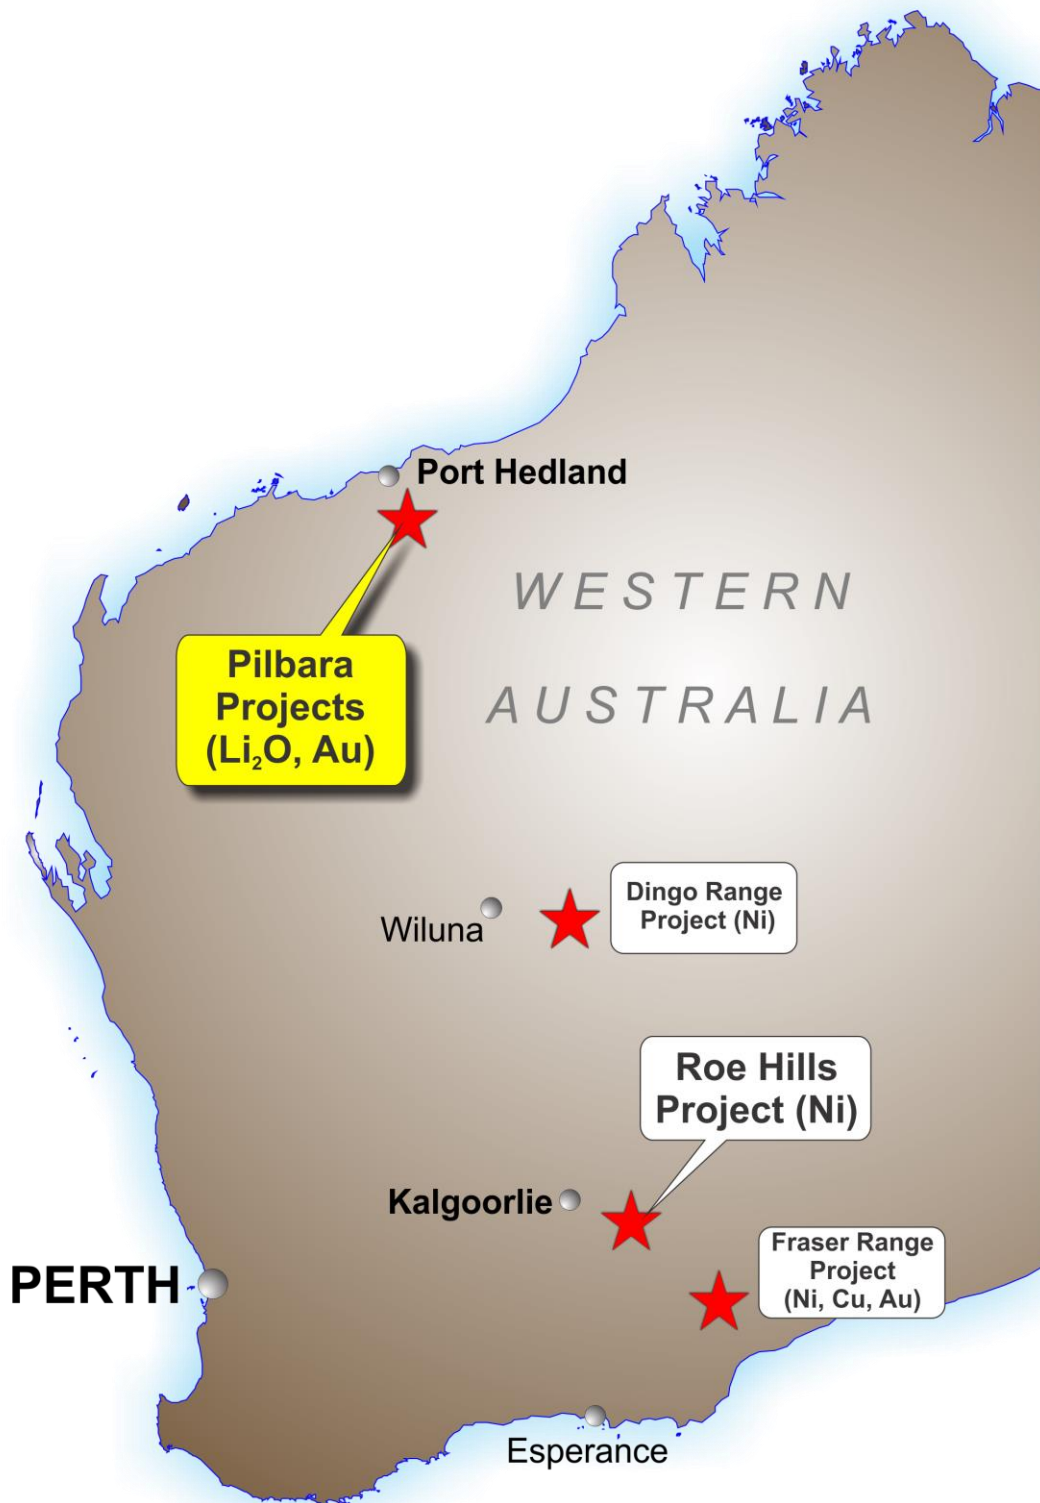 Port Hedland
WESTERN
AUSTRALIA
Pilbara
Projects
(Li₂O, Au)
Dingo Range
Project (Ni)
Wiluna
Roe Hills
Project (Ni)
Kalgoorlie
Fraser Range
Project
(Ni, Cu, Au)
PERTH
Esperance